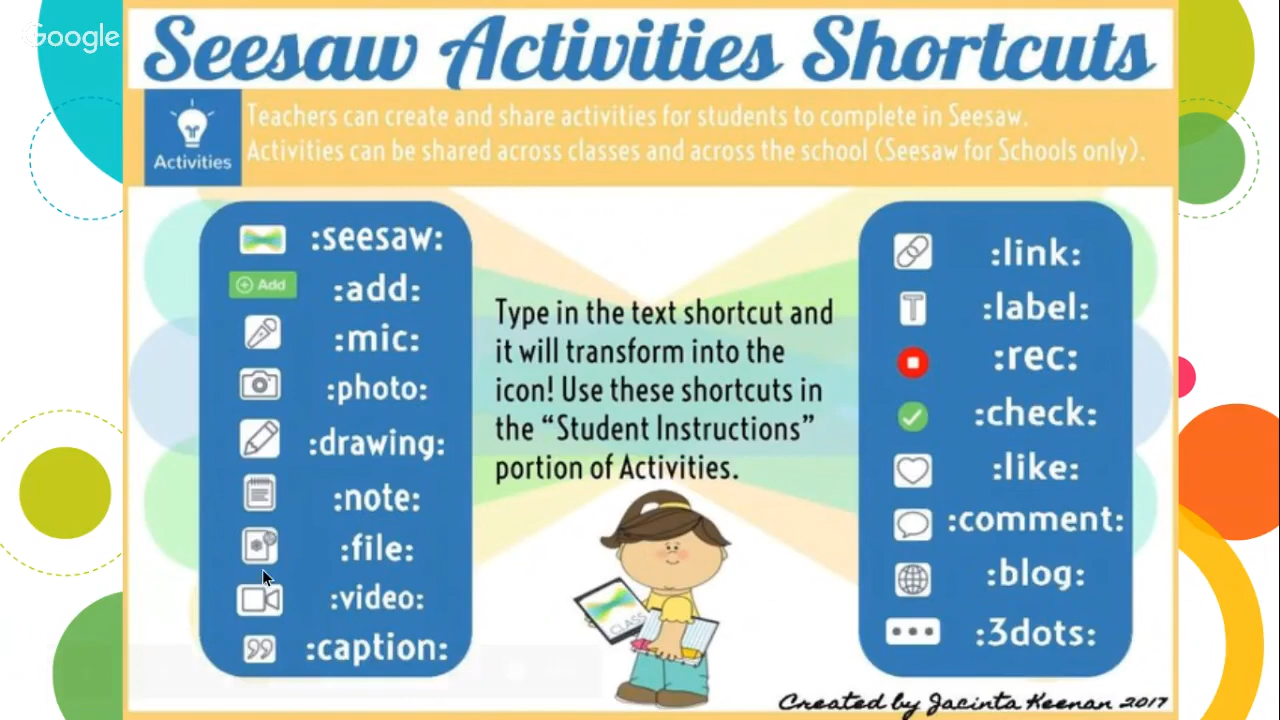 Google
Seesaw Activities Shortcuts
Activities
Teachers can create and share activities for students to complete in Seesaw.
Activities can be shared across classes and across the school (Seesaw for Schools only).
:seesaw:
Add
:add:
:mic:
:photo:
:drawing:
:note:
:file:
:video:
:caption:
Type in the text shortcut and
it will transform into the
icon! Use these shortcuts in
the “Student Instructions”
portion of Activities.
CLASS
T
:link:
:label:
:rec:
:check:
:like:
:comment:
:blog:
:3dots:
Created by Jacinta Keenan 2017